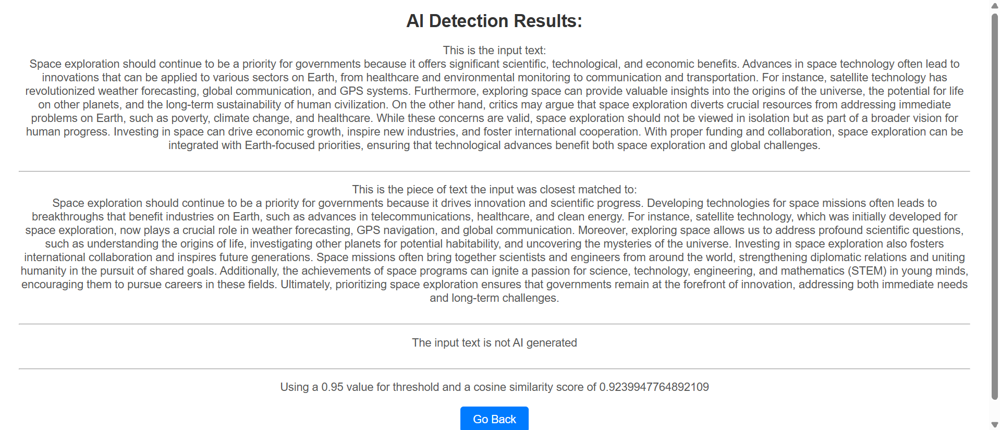 AI Detection Results:
This is the input text:
Space exploration should continue to be a priority for governments because it offers significant scientific, technological, and economic benefits. Advances in space technology often lead to
innovations that can be applied to various sectors on Earth, from healthcare and environmental monitoring to communication and transportation. For instance, satellite technology has
revolutionized weather forecasting, global communication, and GPS systems. Furthermore, exploring space can provide valuable insights into the origins of the universe, the potential for life
on other planets, and the long-term sustainability of human civilization. On the other hand, critics may argue that space exploration diverts crucial resources from addressing immediate
problems on Earth, such as poverty, climate change, and healthcare. While these concerns are valid, space exploration should not be viewed in isolation but as part of a broader vision for
human progress. Investing in space can drive economic growth, inspire new industries, and foster international cooperation. With proper funding and collaboration, space exploration can be
integrated with Earth-focused priorities, ensuring that technological advances benefit both space exploration and global challenges.
This is the piece of text the input was closest matched to:
Space exploration should continue to be a priority for governments because it drives innovation and scientific progress. Developing technologies for space missions often leads to
breakthroughs that benefit industries on Earth, such as advances in telecommunications, healthcare, and clean energy. For instance, satellite technology, which was initially developed for
space exploration, now plays a crucial role in weather forecasting, GPS navigation, and global communication. Moreover, exploring space allows us to address profound scientific questions,
such as understanding the origins of life, investigating other planets for potential habitability, and uncovering the mysteries of the universe. Investing in space exploration also fosters
international collaboration and inspires future generations. Space missions often bring together scientists and engineers from around the world, strengthening diplomatic relations and uniting
humanity in the pursuit of shared goals. Additionally, the achievements of space programs can ignite a passion for science, technology, engineering, and mathematics (STEM) in young minds,
encouraging them to pursue careers in these fields. Ultimately, prioritizing space exploration ensures that governments remain at the forefront of innovation, addressing both immediate needs
and long-term challenges.
The input text is not AI generated
Using a 0.95 value for threshold and a cosine similarity score of 0.9239947764892109
Go Back